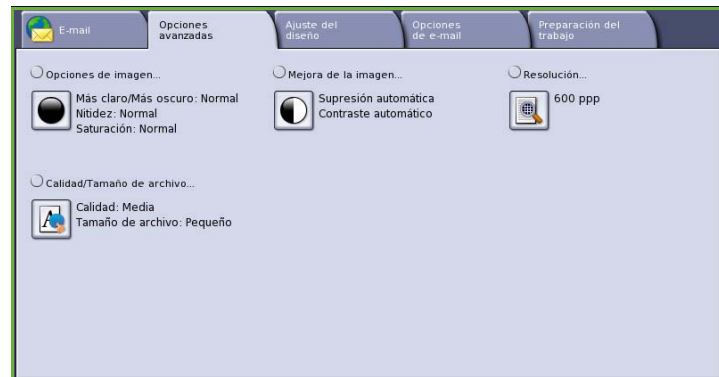 E-mail
Opciones
avanzadas
Ajuste del
diseño
Opciones
de e-mail
Preparación del
trabajo
Opciones de imagen...
Más claro/Más oscuro: Normal
Nitidez: Normal
Saturación: Normal
Mejora de la imagen...
Supresión automática
Contraste automático
Resolución...
600 ppp
Calidad/Tamaño de archivo...
Calidad: Media
Tamaño de archivo: Pequeño